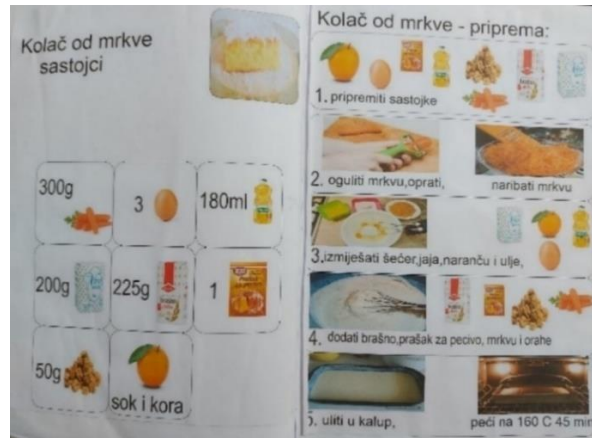 Kolač od mrkve
sastojci
300g
3
180ml
200g
225g
1
50g
sok i kora
Kolač od mrkve - priprema:
1. pripremiti sastojke
2. oguliti mrkvu,oprati,
naribati mrkvu
3.izmiješati šećer,jaja,naranču i ulje,
4. dodati brašno,prašak za pecivo, mrkvu i orahe
5. uliti u kalup,
peći na 160 C 45 min